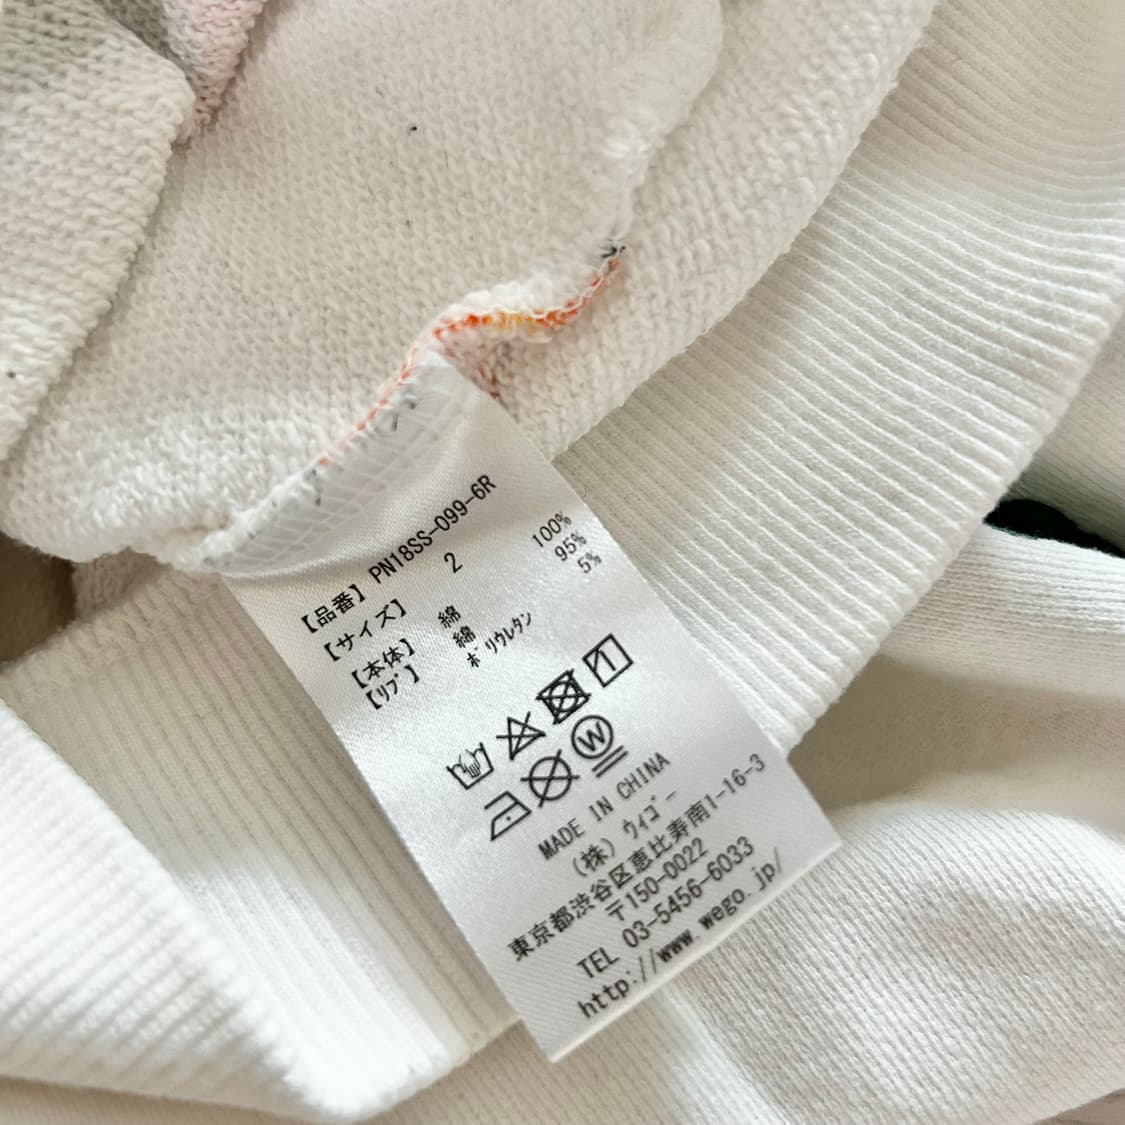 【品番】 PN18SS-099-6R
【サイズ】 2
【本体】 綿 100%
【リブ】 綿 95%
ポリウレタン 5%
W
MADE IN CHINA
(株) ウィゴー
東京都渋谷区恵比寿南1-16-3
〒150-0022
TEL 03-5456-6033
http://www.wego.jp/